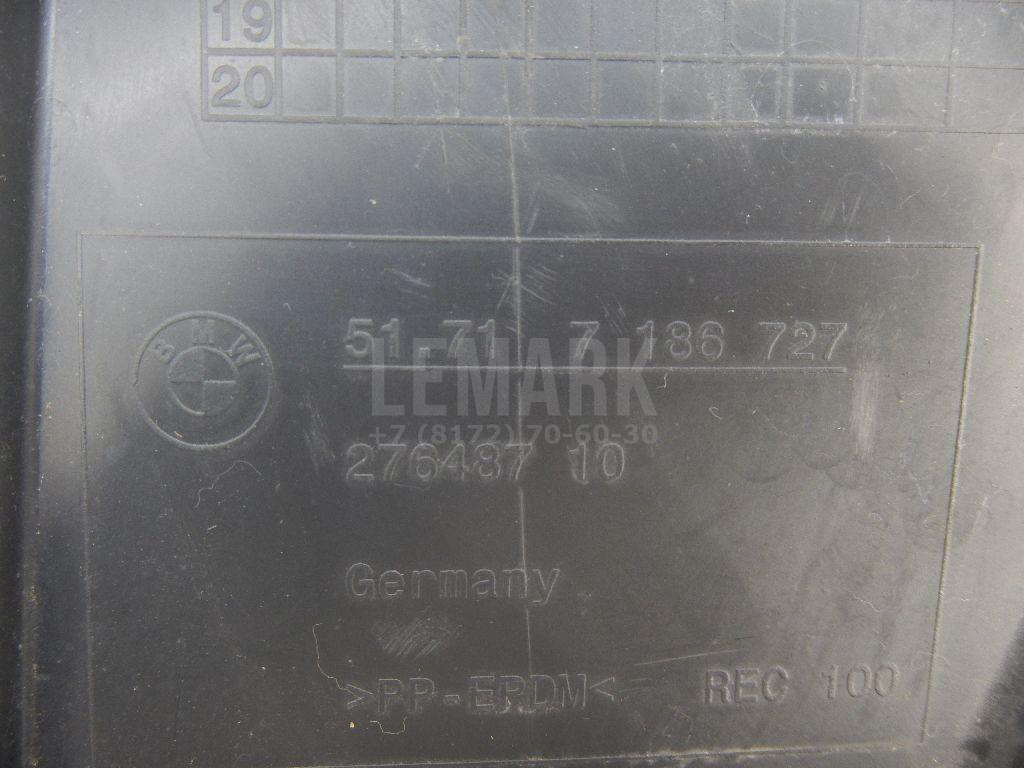 19
20
BMW
51.71 7 186 727
LEMARK
+7 (8172) 70-60-30
276487 10
Germany
>PP-EPDM< REC 100